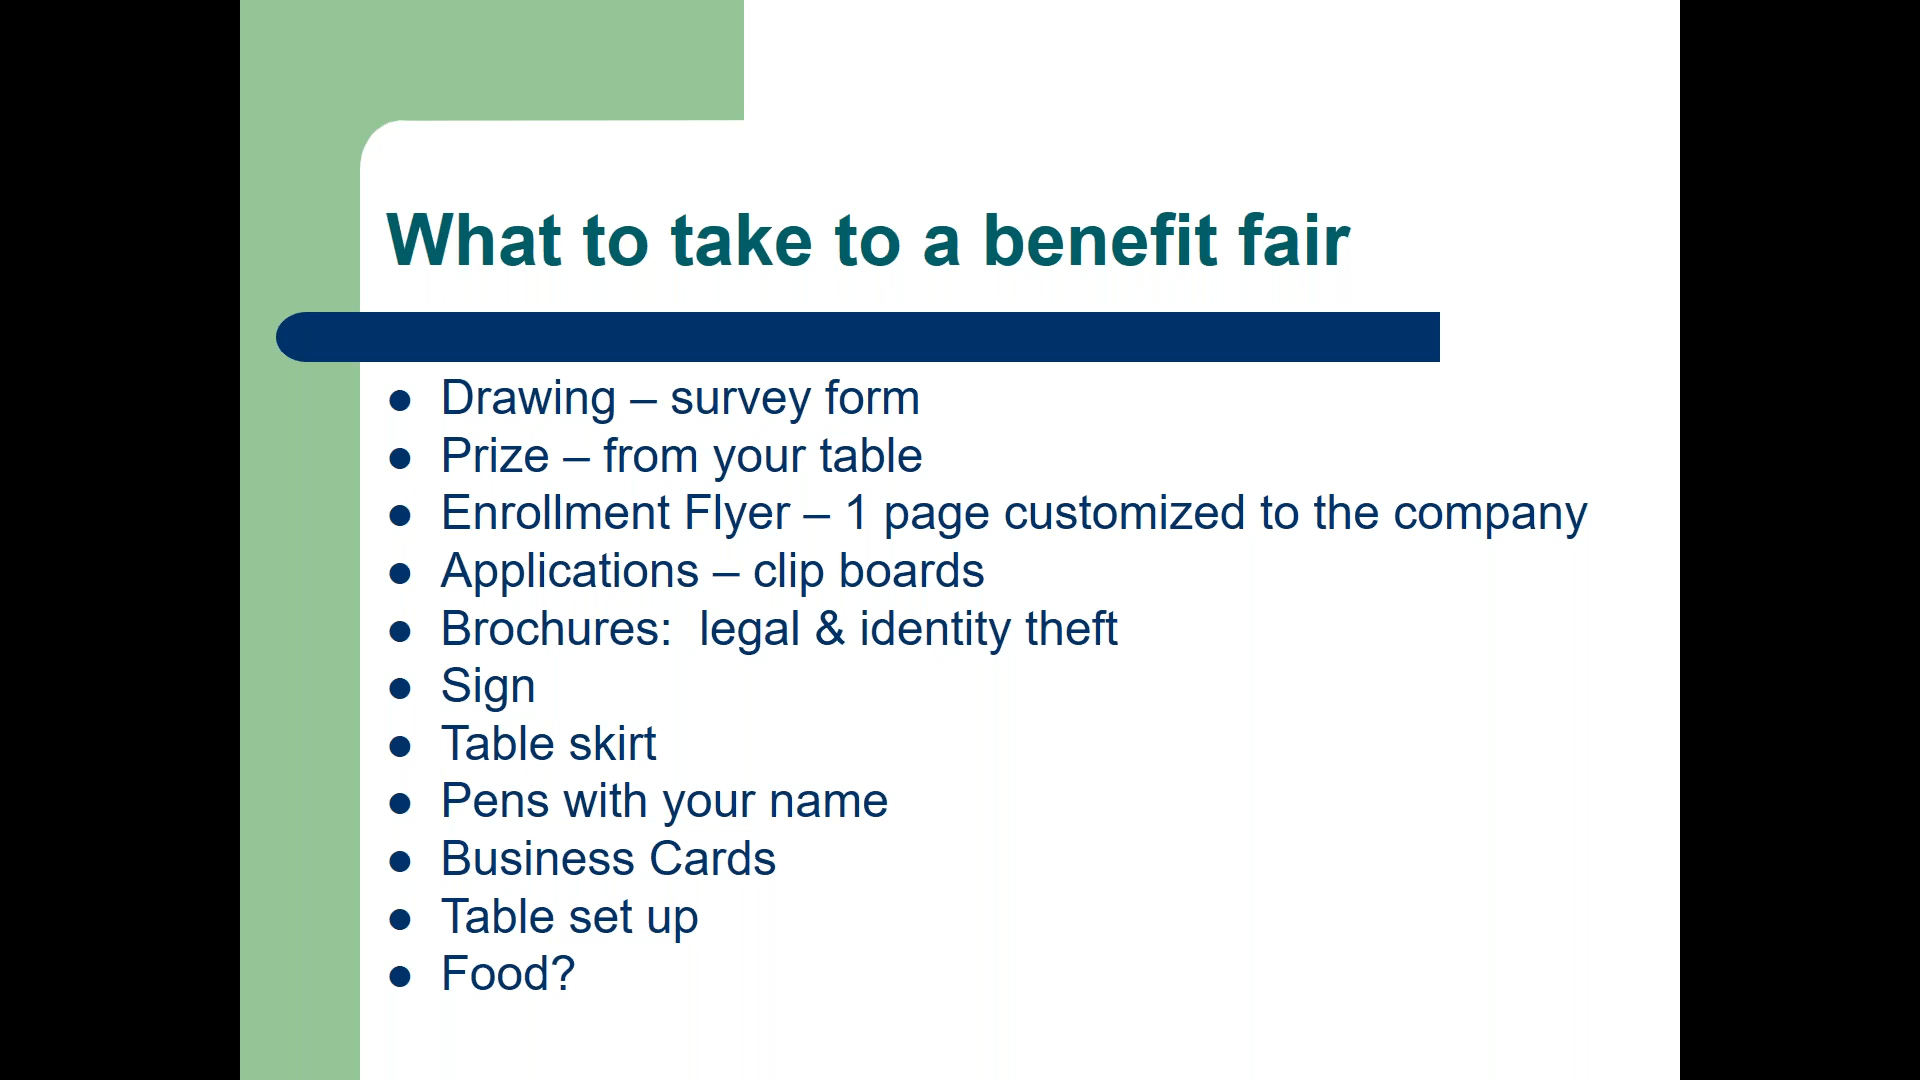 What to take to a benefit fair
● Drawing – survey form
● Prize – from your table
● Enrollment Flyer – 1 page customized to the company
● Applications – clip boards
● Brochures:  legal & identity theft
● Sign
● Table skirt
● Pens with your name
● Business Cards
● Table set up
● Food?